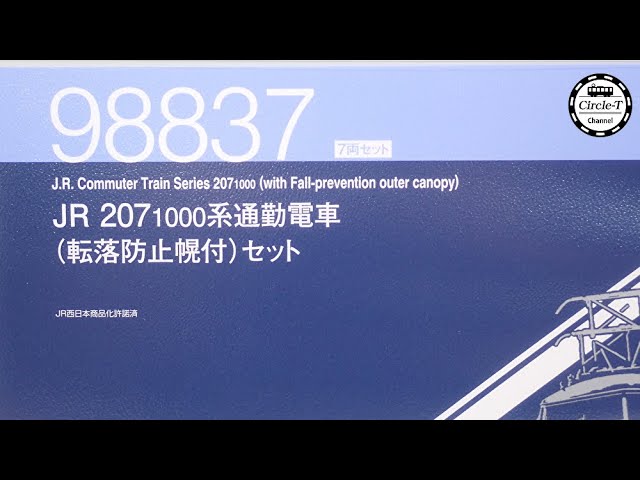 98837
7両セット
Circle-T
Channel
J.R. Commuter Train Series 2071000 (with Fall-prevention outer canopy)
JR 2071000系通勤電車
(転落防止幌付)セット
JR西日本商品化許諾済